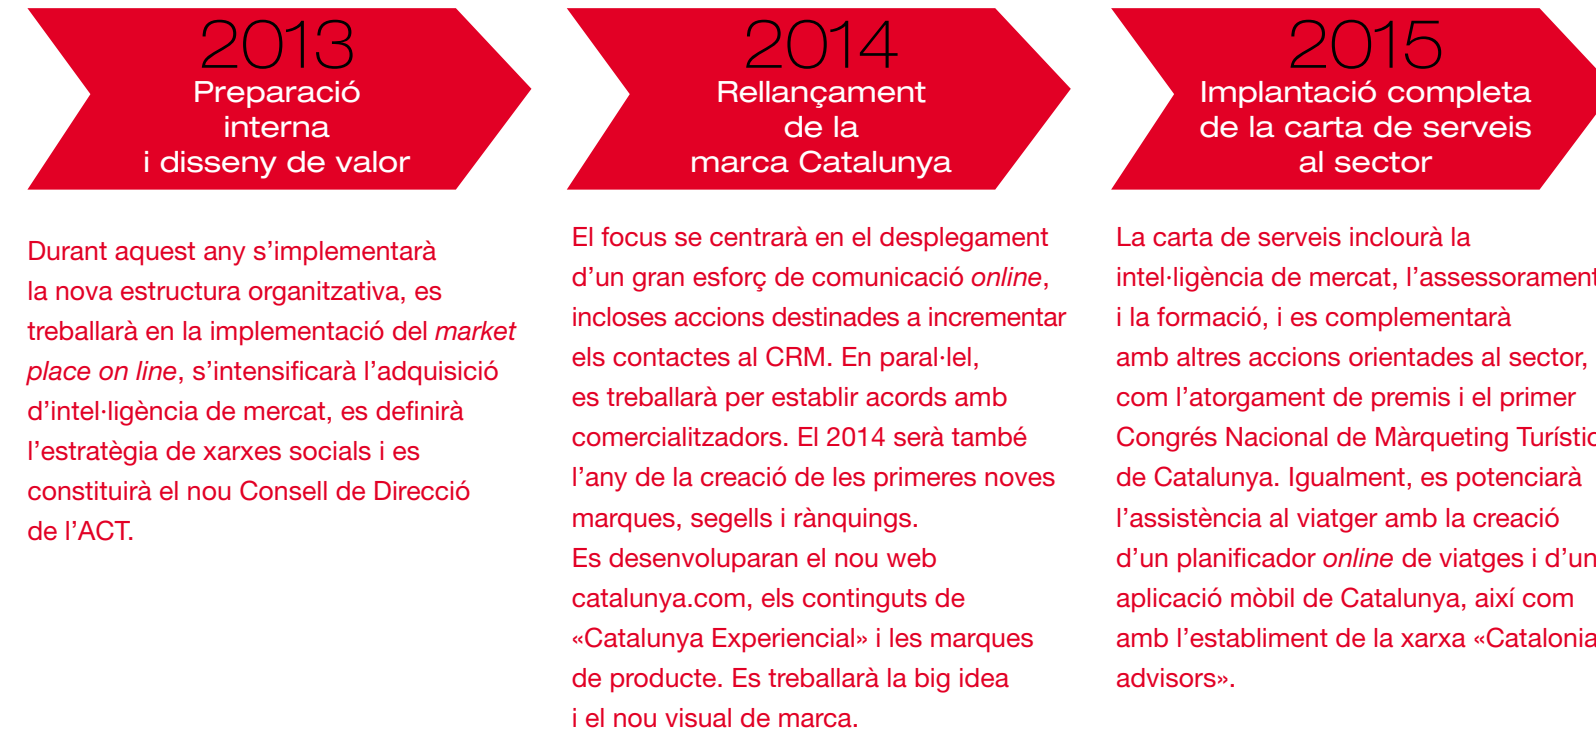 2013
Preparació
interna
i disseny de valor
Durant aquest any s’implementarà
la nova estructura organitzativa, es
treballarà en la implementació del market
place on line, s’intensificarà l’adquisició
d’intel·ligència de mercat, es definirà
l’estratègia de xarxes socials i es
constituirà el nou Consell de Direcció
de l’ACT.
2014
Rellançament
de la
marca Catalunya
El focus se centrarà en el desplegament
d’un gran esforç de comunicació online,
incloses accions destinades a incrementar
els contactes al CRM. En paral·lel,
es treballarà per establir acords amb
comercialitzadors. El 2014 serà també
l’any de la creació de les primeres noves
marques, segells i rànquings.
Es desenvoluparan el nou web
catalunya.com, els continguts de
«Catalunya Experiencial» i les marques
de producte. Es treballarà la big idea
i el nou visual de marca.
2015
Implantació completa
de la carta de serveis
al sector
La carta de serveis inclourà la
intel·ligència de mercat, l’assessorament
i la formació, i es complementarà
amb altres accions orientades al sector,
com l’atorgament de premis i el primer
Congrés Nacional de Màrqueting Turístic
de Catalunya. Igualment, es potenciarà
l’assistència al viatger amb la creació
d’un planificador online de viatges i d’un
aplicació mòbil de Catalunya, així com
amb l’establiment de la xarxa «Catalonia
advisors».